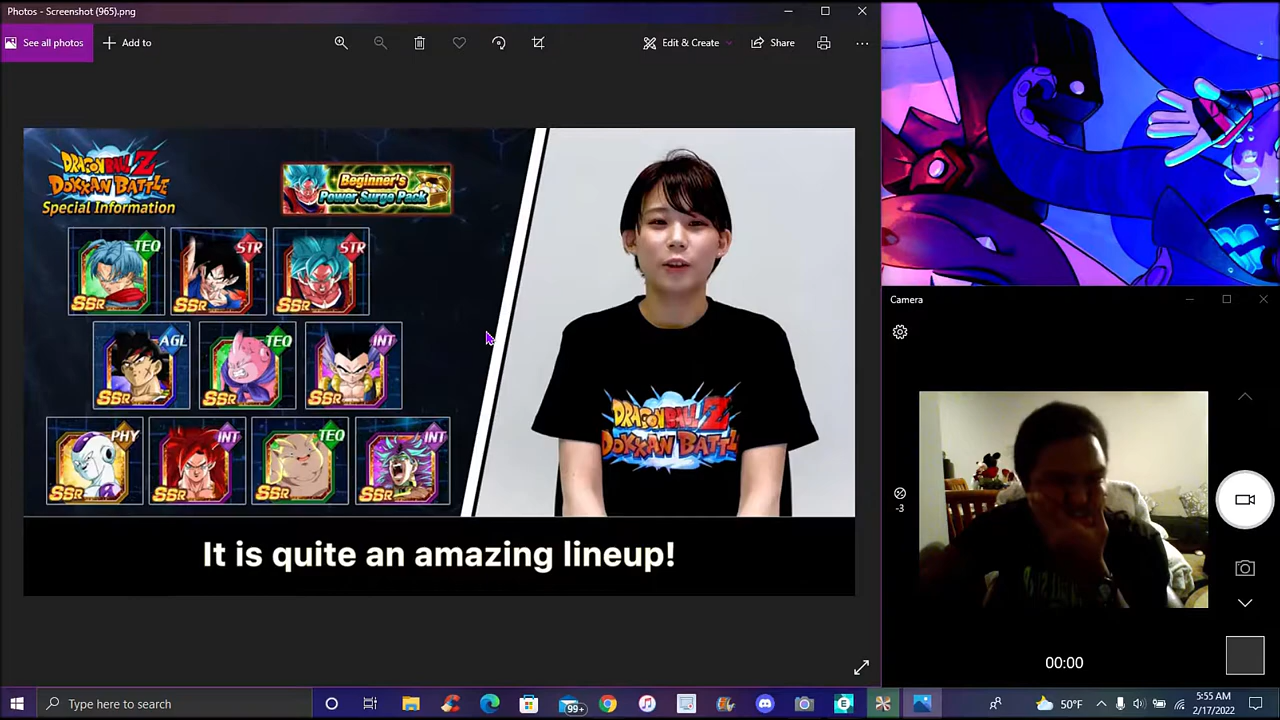 Photos - Screenshot (965).png
See all photos
Add to
Edit & Create
Share
DRAGON BALL Z
DOKKAN BATTLE
Special Information
Beginner's
Power Surge Pack
TEQ
SSR
STR
SSR
STR
SSR
AGL
SSR
TEQ
SSR
INT
SSR
PHY
SSR
INT
SSR
TEQ
SSR
INT
SSR
DRAGON BALL Z
DOKKAN BATTLE
It is quite an amazing lineup!
Camera
-3
00:00
Type here to search
99+
50°F
5:55 AM
2/17/2022